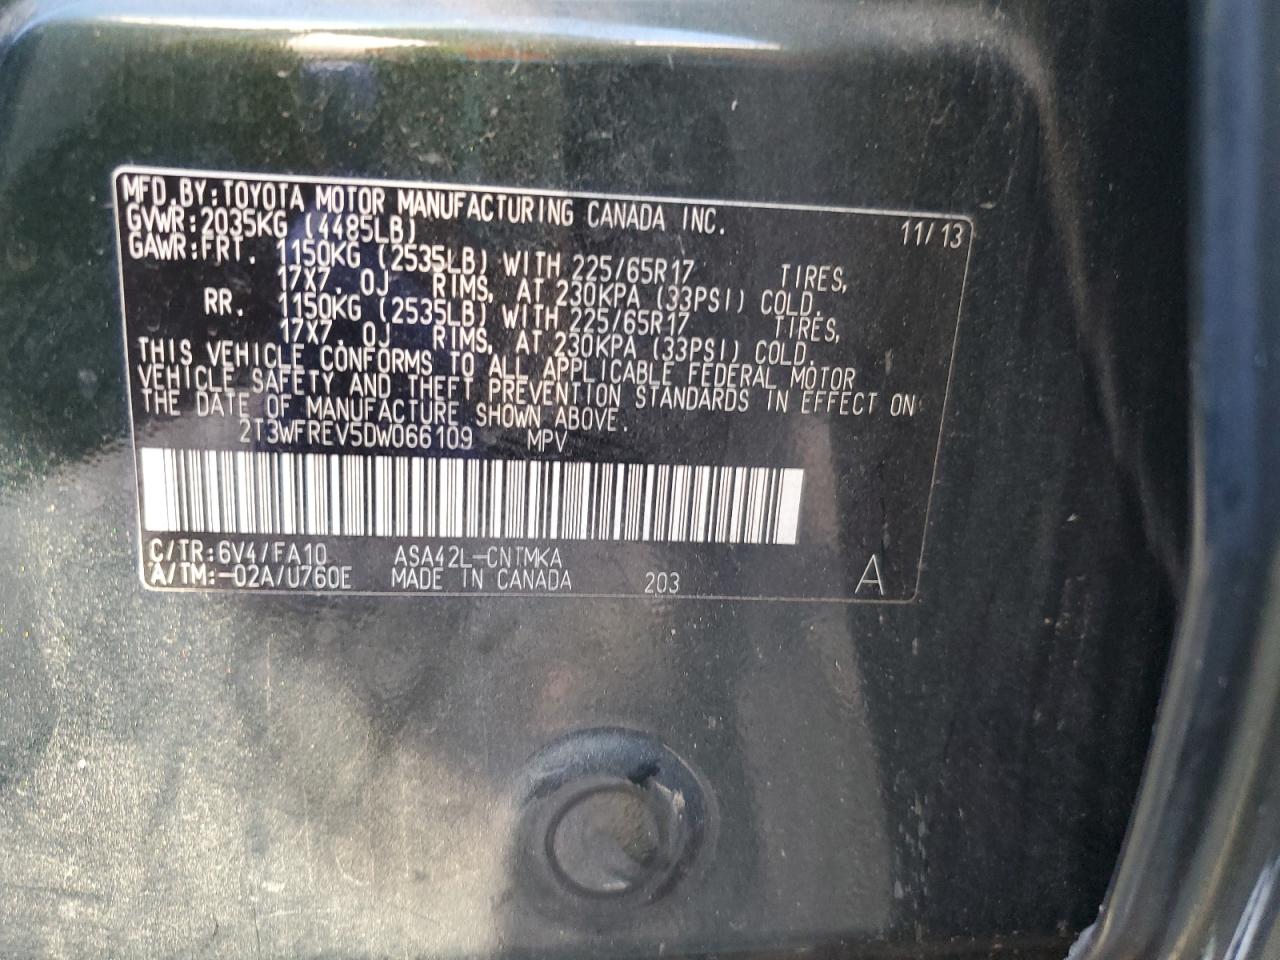 MFD.BY:TOYOTA MOTOR MANUFACTURING CANADA INC. 11/13
GVWR:2035KG (4485LB)
GAWR:FRT. 1150KG (2535LB) WITH 225/65R17 TIRES,
17X7.0J RIMS, AT 230KPA (33PSI) COLD.
RR. 1150KG (2535LB) WITH 225/65R17 TIRES,
17X7.0J RIMS, AT 230KPA (33PSI) COLD.
THIS VEHICLE CONFORMS TO ALL APPLICABLE FEDERAL MOTOR
VEHICLE SAFETY AND THEFT PREVENTION STANDARDS IN EFFECT ON
THE DATE OF MANUFACTURE SHOWN ABOVE.
2T3WFREV5DW066109 MPV
C/TR:6V4/FA10 ASA42L-CNTMKA
A/TM:-02A/U760E MADE IN CANADA 203 A